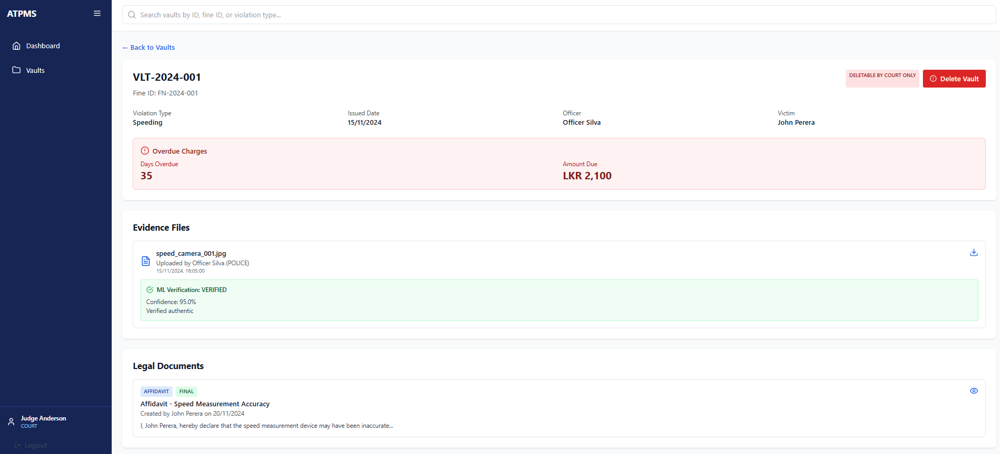 ATPMS
Search vaults by ID, fine ID, or violation type...
Dashboard
Vaults
← Back to Vaults
VLT-2024-001
DELETABLE BY COURT ONLY
Delete Vault
Fine ID: FN-2024-001
Violation Type
Speeding
Issued Date
15/11/2024
Officer
Officer Silva
Victim
John Perera
Overdue Charges
Days Overdue
35
Amount Due
LKR 2,100
Evidence Files
speed_camera_001.jpg
Uploaded by Officer Silva (POLICE)
15/11/2024, 16:05:00
ML Verification: VERIFIED
Confidence: 95.0%
Verified authentic
Legal Documents
AFFIDAVIT
FINAL
Affidavit - Speed Measurement Accuracy
Created by John Perera on 20/11/2024
I, John Perera, hereby declare that the speed measurement device may have been inaccurate...
Judge Anderson
COURT
Logout